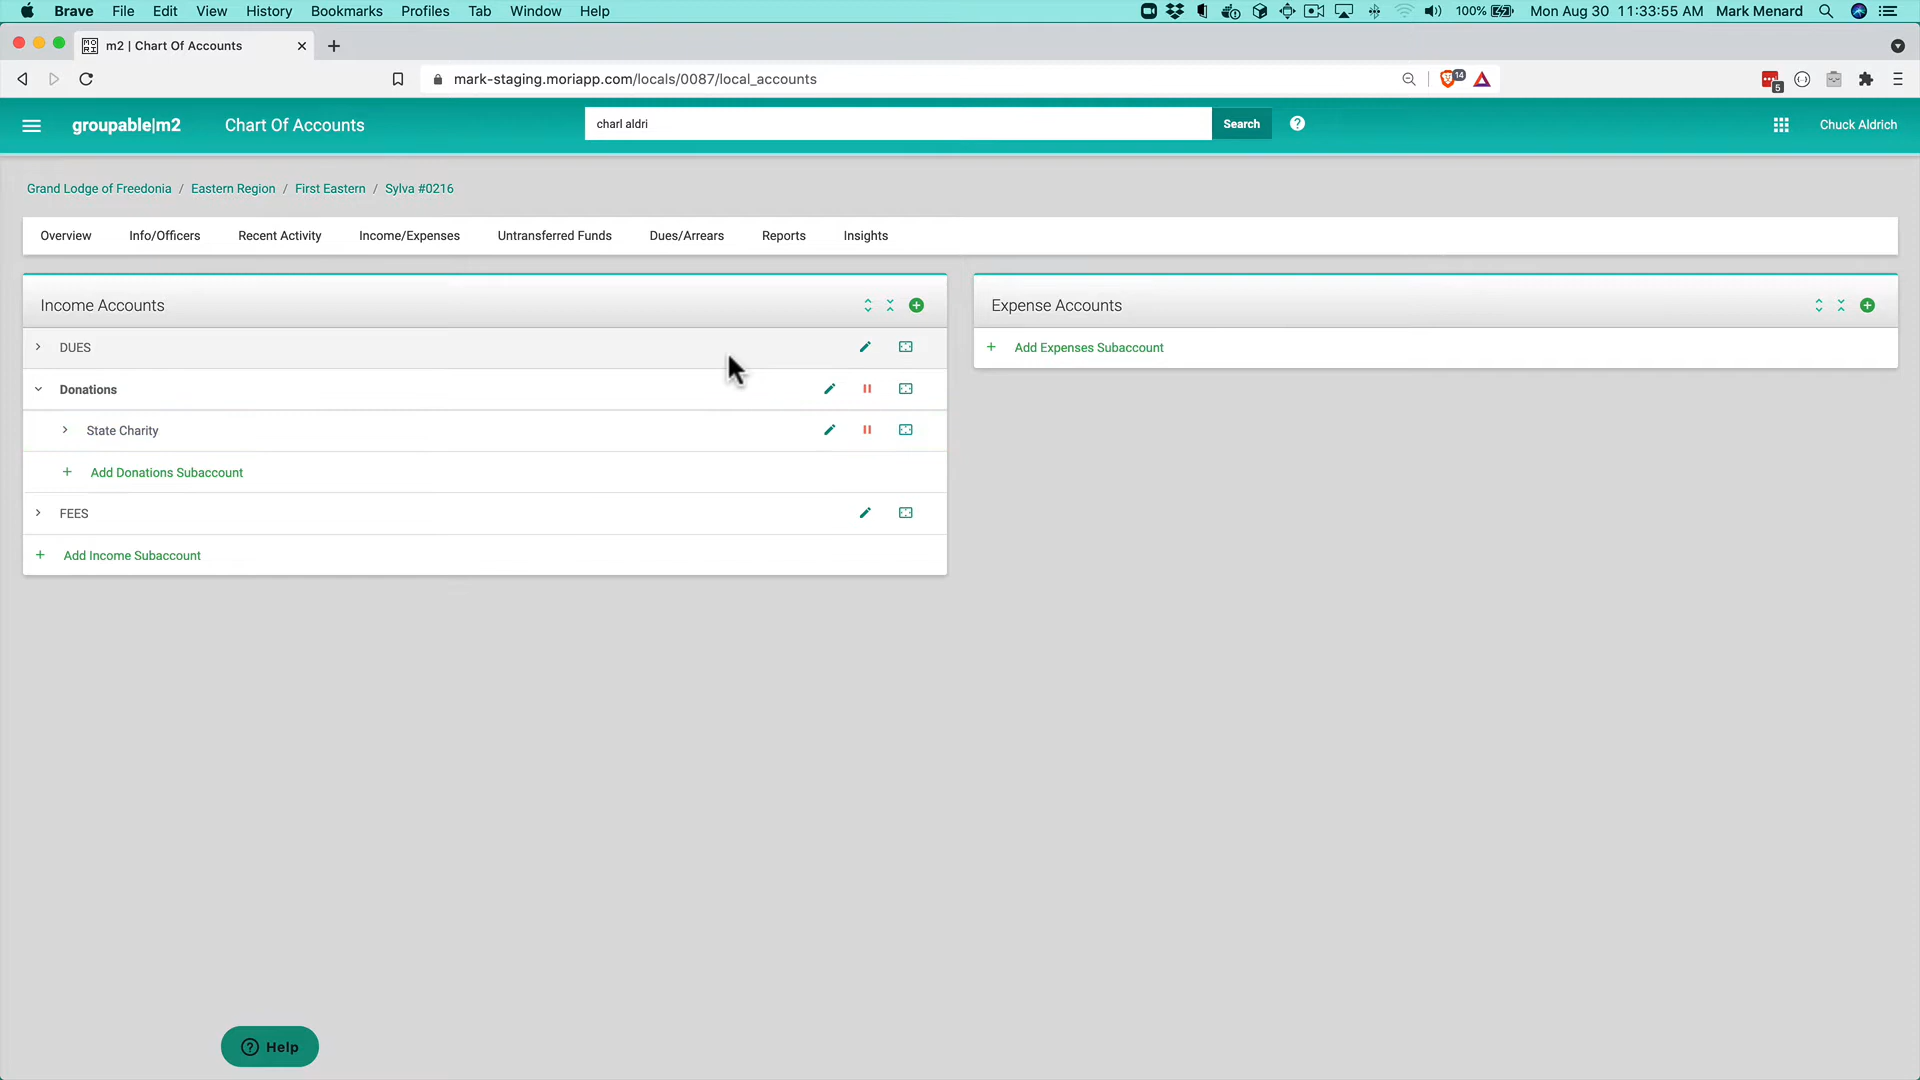 Brave File Edit View History Bookmarks Profiles Tab Window Help 100% Mon Aug 30 11:33:55 AM Mark Menard
m2 | Chart Of Accounts
mark-staging.moriapp.com/locals/0087/local_accounts 14 5
groupable|m2 Chart Of Accounts charl aldri Search Chuck Aldrich
Grand Lodge of Freedonia / Eastern Region / First Eastern / Sylva #0216
Overview Info/Officers Recent Activity Income/Expenses Untransferred Funds Dues/Arrears Reports Insights
Income Accounts
DUES
Donations
State Charity
+ Add Donations Subaccount
FEES
+ Add Income Subaccount
Expense Accounts
+ Add Expenses Subaccount
? Help